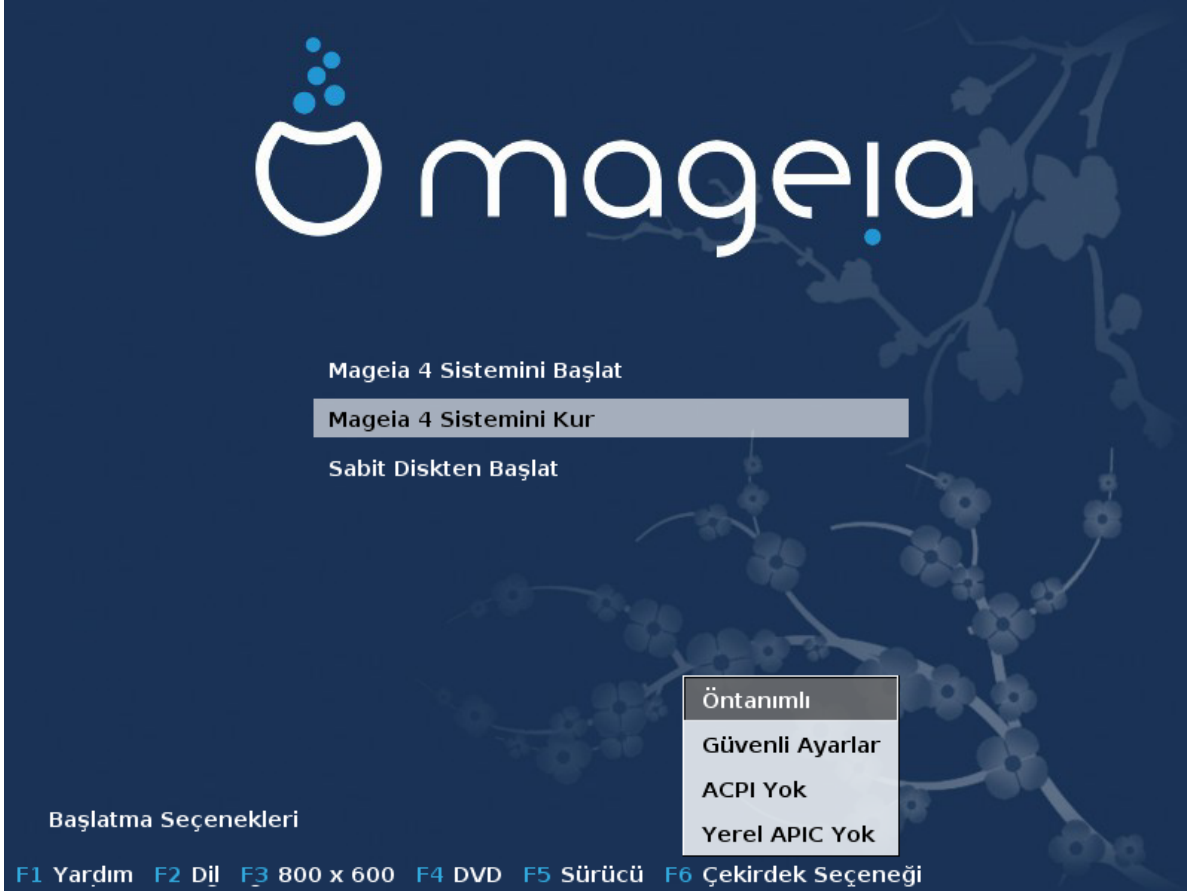 mageia
Mageia 4 Sistemini Başlat
Mageia 4 Sistemini Kur
Sabit Diskten Başlat
Öntanımlı
Güvenli Ayarlar
ACPI Yok
Yerel APIC Yok
Başlatma Seçenekleri
F1 Yardım F2 Dil F3 800 x 600 F4 DVD F5 Sürücü F6 Çekirdek Seçeneği